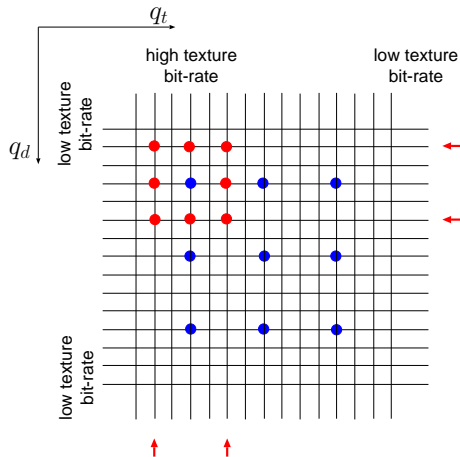 q_t
high texture
bit-rate
low texture
bit-rate
low texture
bit-rate
q_d
low texture
bit-rate